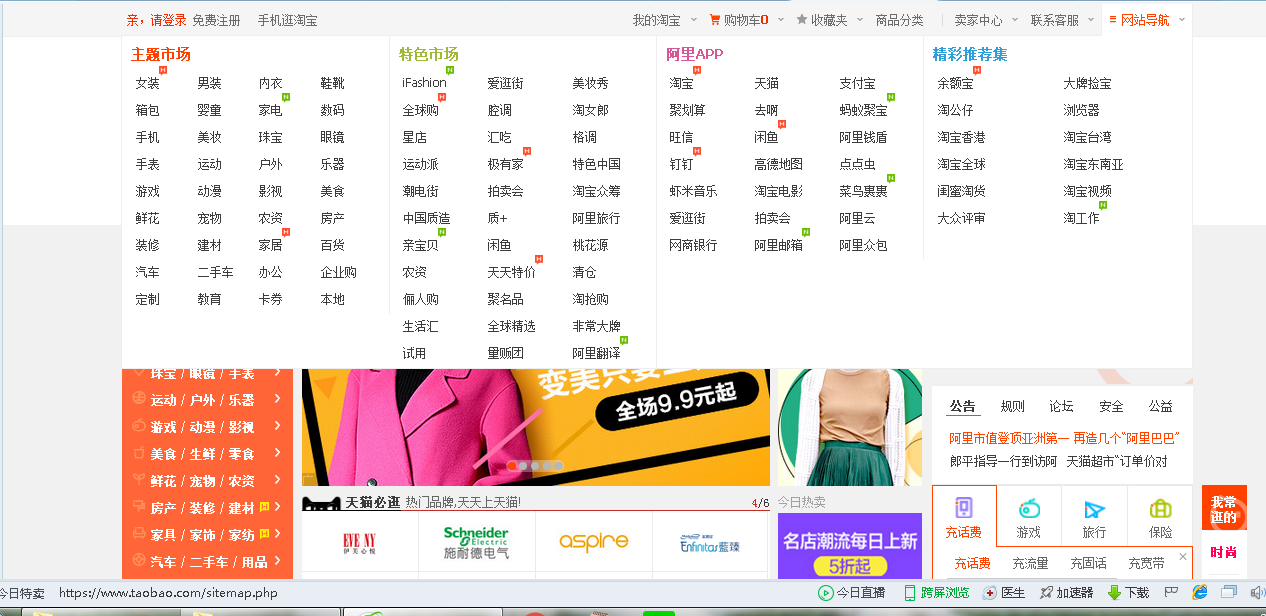 亲，请登录 免费注册 手机逛淘宝 我的淘宝 购物车0 收藏夹 商品分类 卖家中心 联系客服 网站导航
主题市场 特色市场 阿里APP 精彩推荐集
女装 男装 内衣 鞋靴 iFashion 爱逛街 美妆秀 淘宝 天猫 支付宝 余额宝 大牌捡宝
箱包 婴童 家电 数码 全球购 腔调 淘女郎 聚划算 去啊 蚂蚁聚宝 淘公仔 浏览器
手机 美妆 珠宝 眼镜 星店 汇吃 格调 旺信 闲鱼 阿里钱盾 淘宝香港 淘宝台湾
手表 运动 户外 乐器 运动派 极有家 特色中国 钉钉 高德地图 点点虫 淘宝全球 淘宝东南亚
游戏 动漫 影视 美食 潮电街 拍卖会 淘宝众筹 虾米音乐 淘宝电影 菜鸟裹裹 闺蜜淘货 淘宝视频
鲜花 宠物 农资 房产 中国质造 质+ 阿里旅行 爱逛街 拍卖会 阿里云 大众评审 淘工作
装修 建材 家居 百货 亲宝贝 闲鱼 桃花源 网商银行 阿里邮箱 阿里众包
汽车 二手车 办公 企业购 农资 天天特价 清仓
定制 教育 卡券 本地 俪人购 聚名品 淘抢购
生活汇 全球精选 非常大牌
试用 量贩团 阿里翻译
珠宝 / 眼镜 / 手表
运动 / 户外 / 乐器
游戏 / 动漫 / 影视
美食 / 生鲜 / 零食
鲜花 / 宠物 / 农资
房产 / 装修 / 建材
家具 / 家饰 / 家纺
汽车 / 二手车 / 用品
全场9.9元起
天猫必逛 热门品牌,天天上天猫! 4/6
EVE NY
伊芙心悦
Schneider
Electric
施耐德电气
aspire
Enfinitas 藍臻
今日热卖
名店潮流每日上新
5折起
公告 规则 论坛 安全 公益
阿里市值登顶亚洲第一 再造几个"阿里巴巴"
郎平指导一行到访阿 天猫超市"订单价对
充话费 游戏 旅行 保险
充话费 充流量 充固话 充宽带
我常
逛的
时尚
今日特卖 https://www.taobao.com/sitemap.php 今日直播 跨屏浏览 医生 加速器 下载